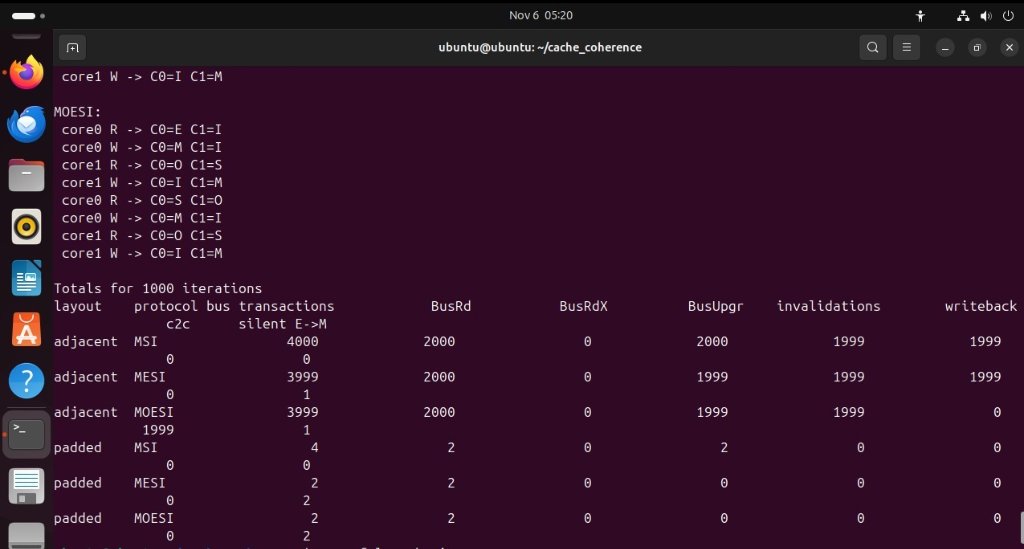 Nov 6 05:20
ubuntu@ubuntu: ~/cache_coherence
core1 W -> C0=I C1=M
MOESI:
core0 R -> C0=E C1=I
core0 W -> C0=M C1=I
core1 R -> C0=O C1=S
core1 W -> C0=I C1=M
core0 R -> C0=S C1=O
core0 W -> C0=M C1=I
core1 R -> C0=O C1=S
core1 W -> C0=I C1=M
Totals for 1000 iterations
layout protocol bus transactions BusRd BusRdX BusUpgr invalidations writeback
c2c silent E->M
adjacent MSI 4000 2000 0 2000 1999 1999
0 0
adjacent MESI 3999 2000 0 1999 1999 1999
0 1
adjacent MOESI 3999 2000 0 1999 1999 0
1999 1
padded MSI 4 2 0 2 0 0
0 0
padded MESI 2 2 0 0 0 0
0 2
padded MOESI 2 2 0 0 0 0
0 2